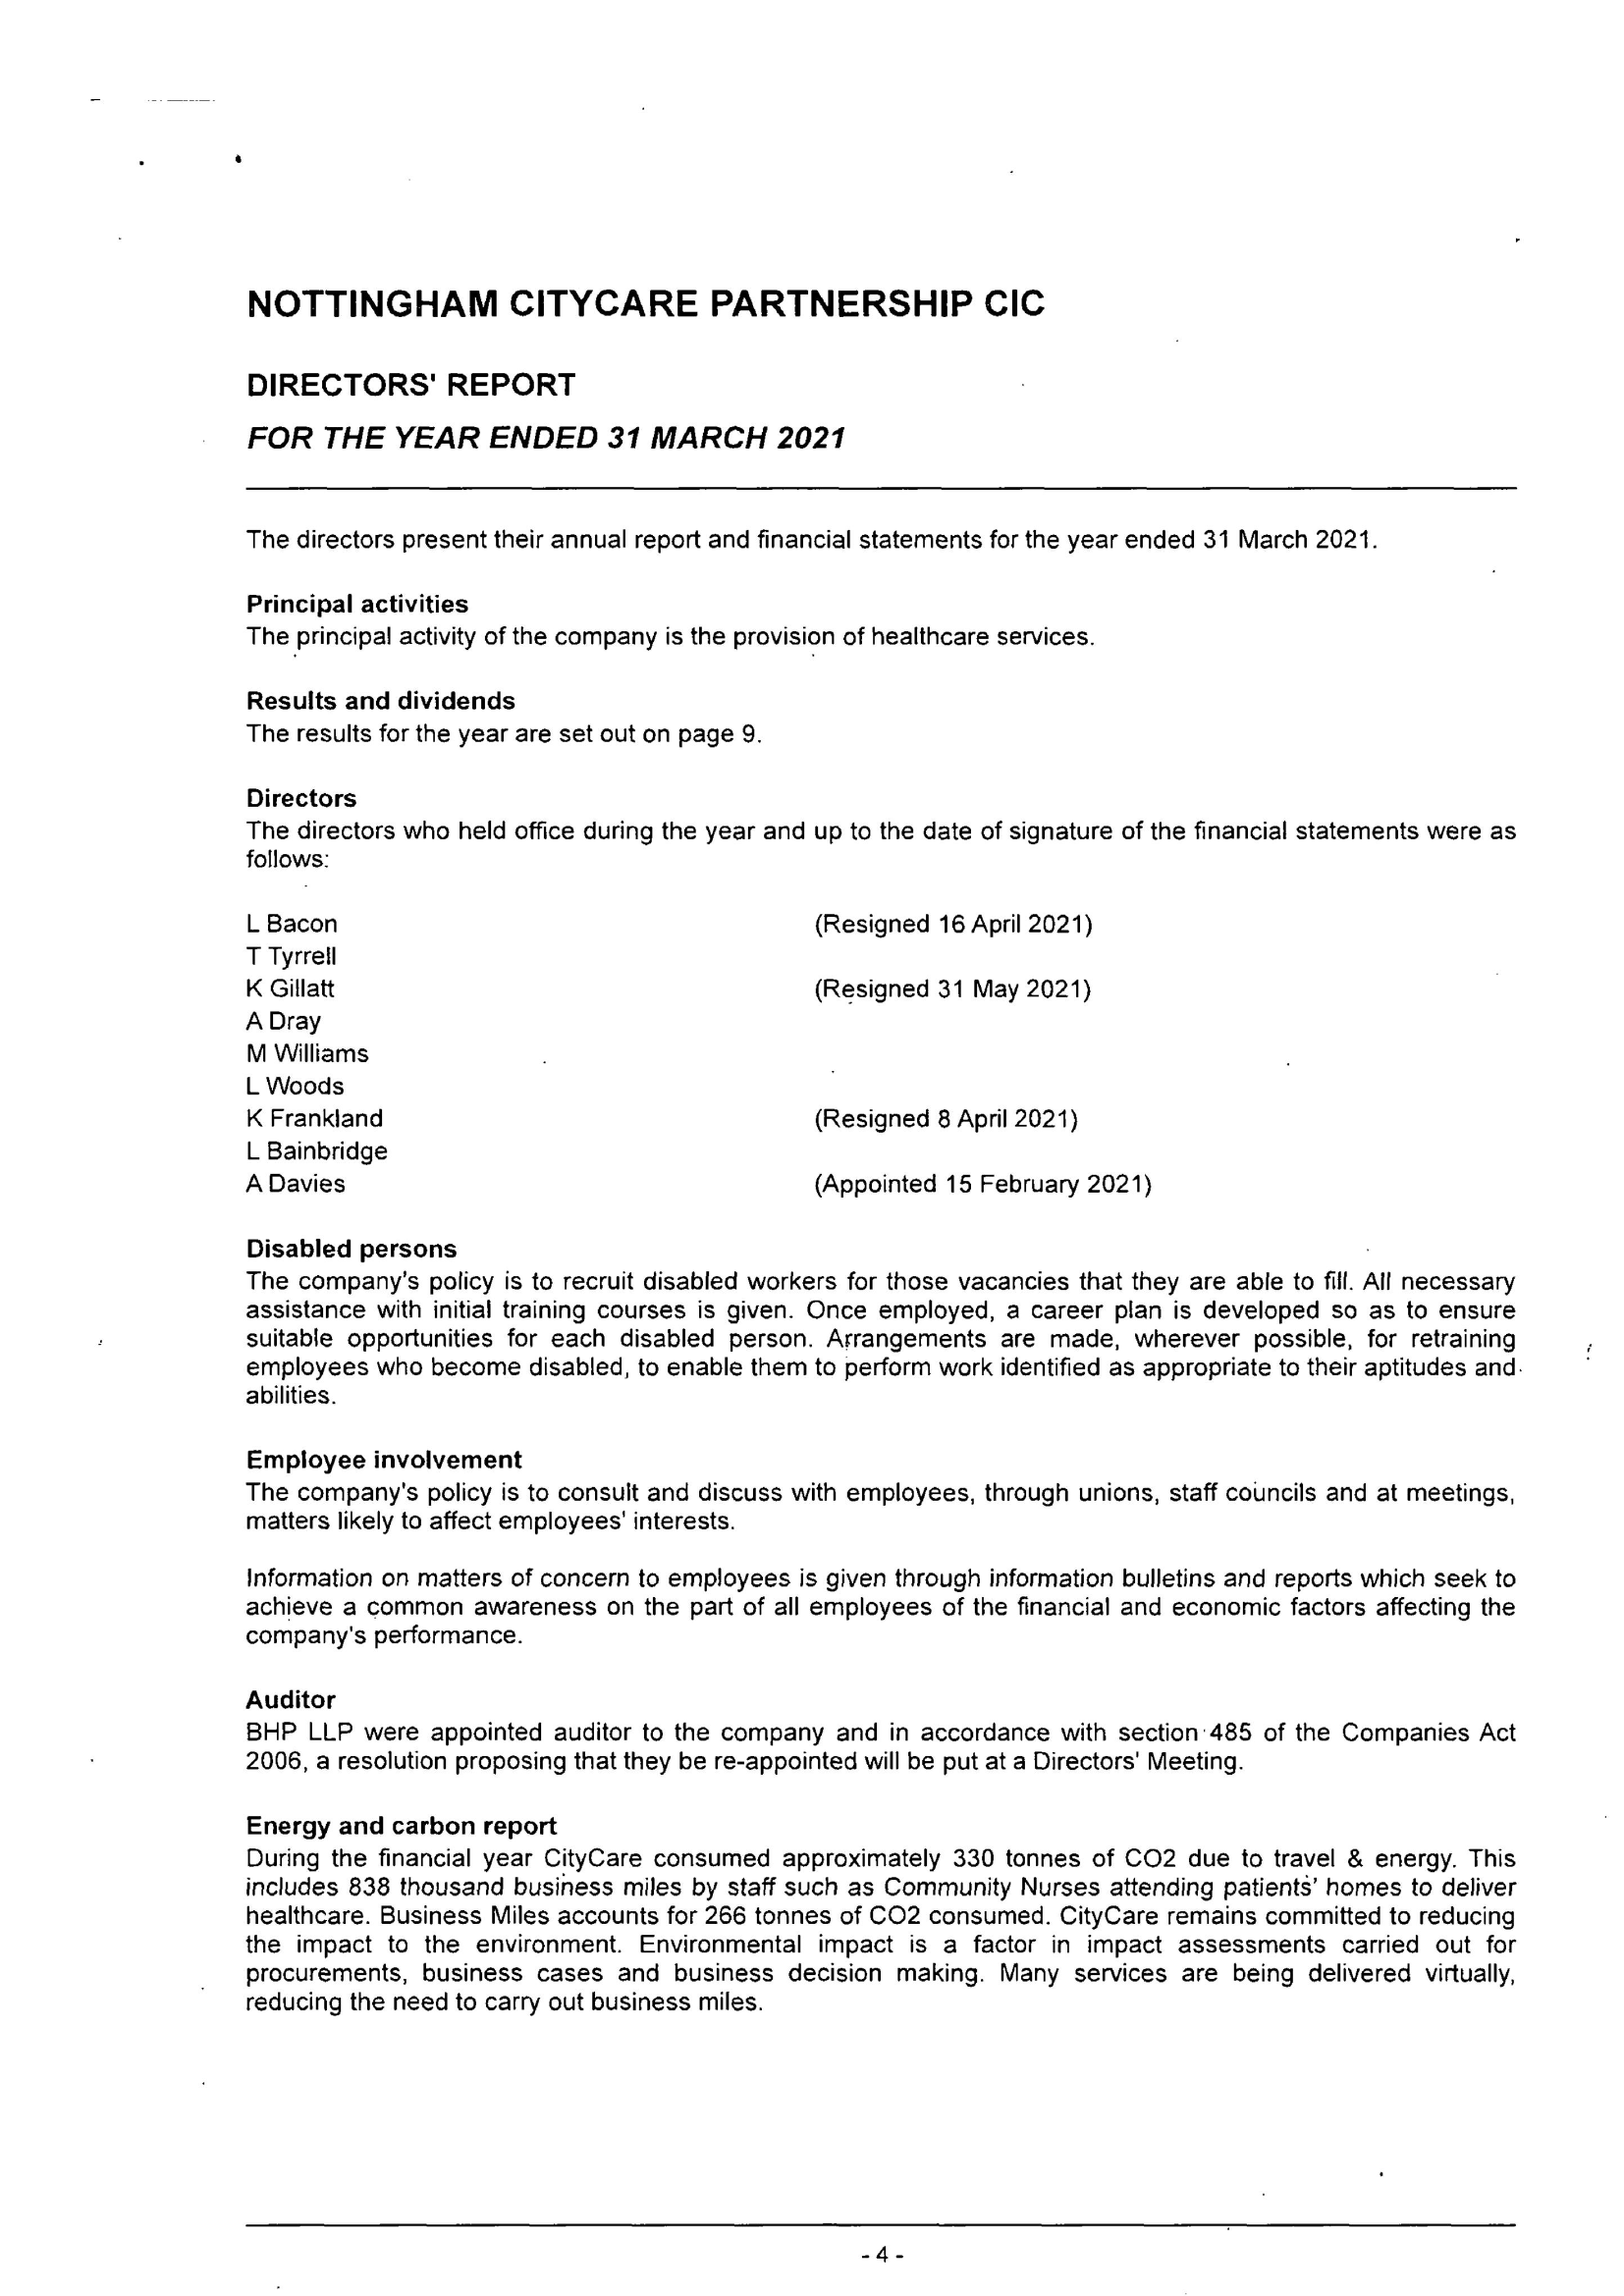 NOTTINGHAM CITYCARE PARTNERSHIP CIC
DIRECTORS' REPORT
FOR THE YEAR ENDED 31 MARCH 2021
The directors present their annual report and financial statements for the year ended 31 March 2021.
Principal activities
The principal activity of the company is the provision of healthcare services.
Results and dividends
The results for the year are set out on page 9.
Directors
The directors who held office during the year and up to the date of signature of the financial statements were as
follows:
L Bacon (Resigned 16 April 2021)
T Tyrrell
K Gillatt (Resigned 31 May 2021)
A Dray
M Williams
L Woods
K Frankland (Resigned 8 April 2021)
L Bainbridge
A Davies (Appointed 15 February 2021)
Disabled persons
The company's policy is to recruit disabled workers for those vacancies that they are able to fill. All necessary
assistance with initial training courses is given. Once employed, a career plan is developed so as to ensure
suitable opportunities for each disabled person. Arrangements are made, wherever possible, for retraining
employees who become disabled, to enable them to perform work identified as appropriate to their aptitudes and
abilities.
Employee involvement
The company's policy is to consult and discuss with employees, through unions, staff councils and at meetings,
matters likely to affect employees' interests.
Information on matters of concern to employees is given through information bulletins and reports which seek to
achieve a common awareness on the part of all employees of the financial and economic factors affecting the
company's performance.
Auditor
BHP LLP were appointed auditor to the company and in accordance with section 485 of the Companies Act
2006, a resolution proposing that they be re-appointed will be put at a Directors' Meeting.
Energy and carbon report
During the financial year CityCare consumed approximately 330 tonnes of CO2 due to travel & energy. This
includes 838 thousand business miles by staff such as Community Nurses attending patients' homes to deliver
healthcare. Business Miles accounts for 266 tonnes of CO2 consumed. CityCare remains committed to reducing
the impact to the environment. Environmental impact is a factor in impact assessments carried out for
procurements, business cases and business decision making. Many services are being delivered virtually,
reducing the need to carry out business miles.
- 4 -